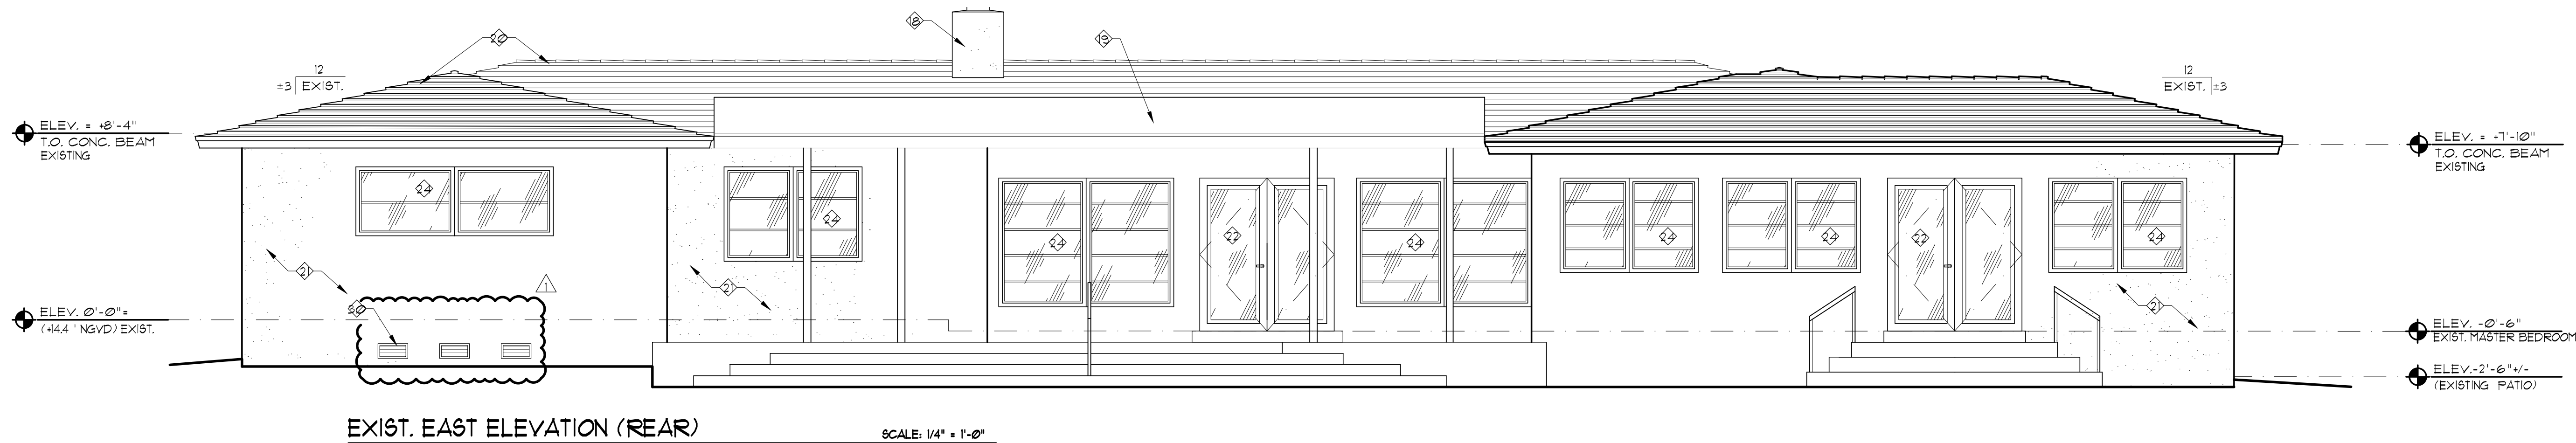 18
19
20
12
±3 EXIST.
12
EXIST. ±3
ELEV. = +8'-4"
T.O. CONC. BEAM
EXISTING
ELEV. = +7'-10"
T.O. CONC. BEAM
EXISTING
24
24
24
22
24
24
24
22
24
21
21
21
1
30
ELEV. 0'-0"=
(+14.4 ' NGVD) EXIST.
ELEV. -0'-6"
EXIST. MASTER BEDROOM
ELEV.-2'-6"+/-
(EXISTING PATIO)
EXIST. EAST ELEVATION (REAR)
SCALE: 1/4" = 1'-0"